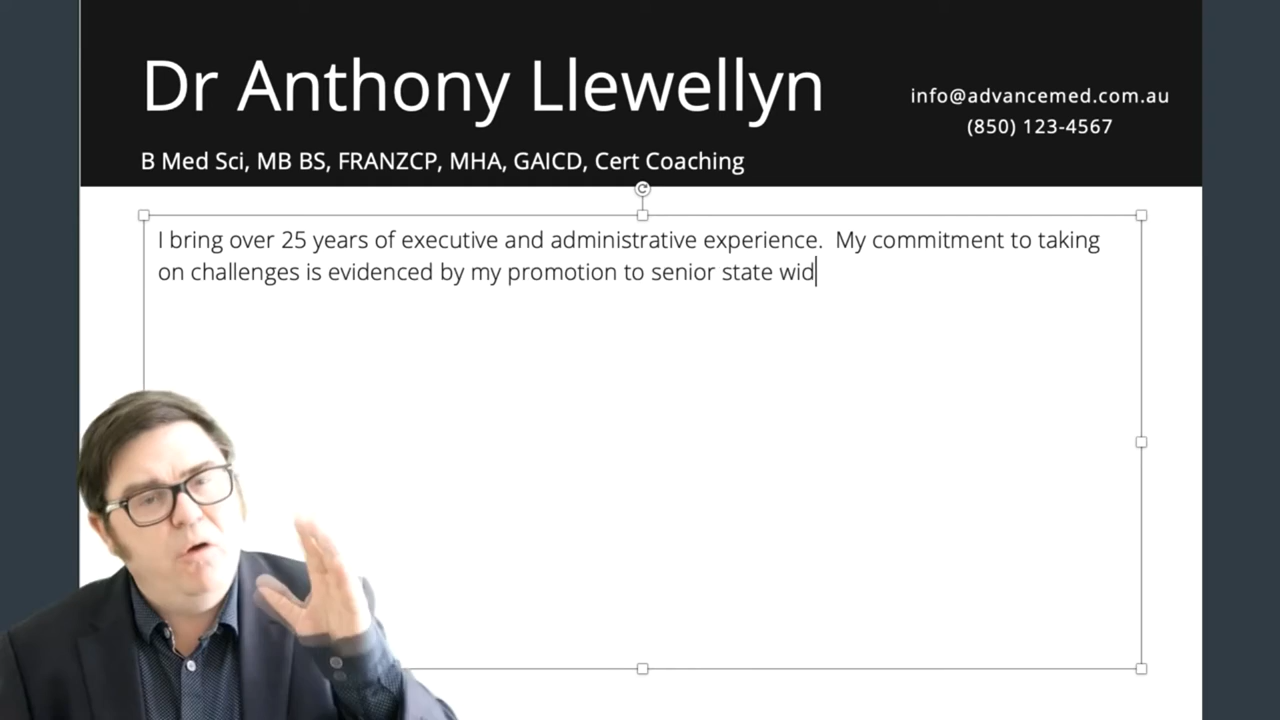 Dr Anthony Llewellyn
info@advancemed.com.au
(850) 123-4567
B Med Sci, MB BS, FRANZCP, MHA, GAICD, Cert Coaching
I bring over 25 years of executive and administrative experience.  My commitment to taking
on challenges is evidenced by my promotion to senior state wid